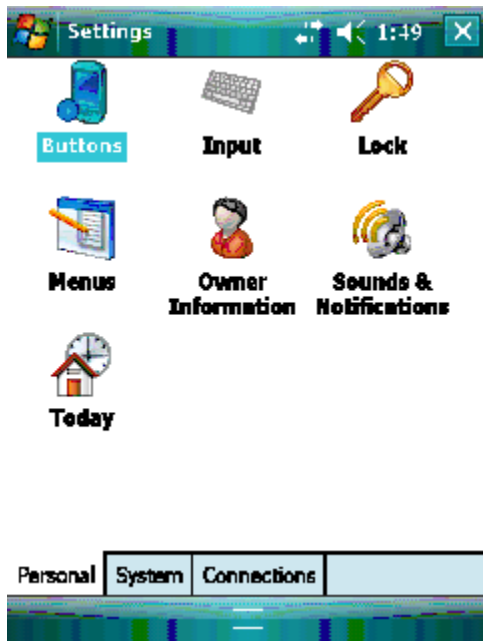 Settings 1:49
Buttons Input Lock
Menus Owner Sounds &
Information Notifications
Today
Personal System Connections